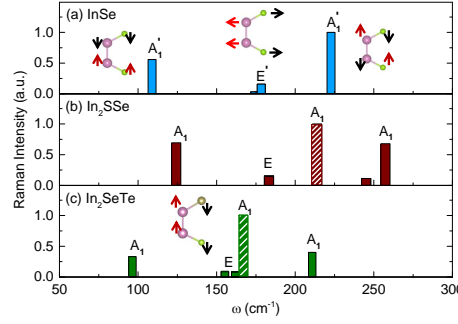 (a) InSe
A₁'
E'
A₁'
1.0
0.5
0.0
(b) In₂SSe
A₁
E
A₁
A₁
1.0
0.5
0.0
(c) In₂SeTe
A₁
E
A₁
A₁
1.0
0.5
0.0
Raman Intensity (a.u.)
50 100 150 200 250 300
ω (cm⁻¹)